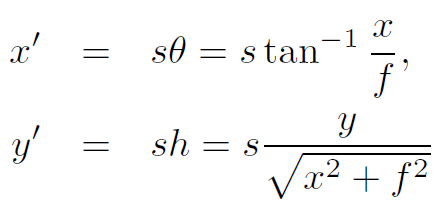 x′ = sθ = s tan⁻¹ x/f,
y′ = sh = s y/√(x² + f²)